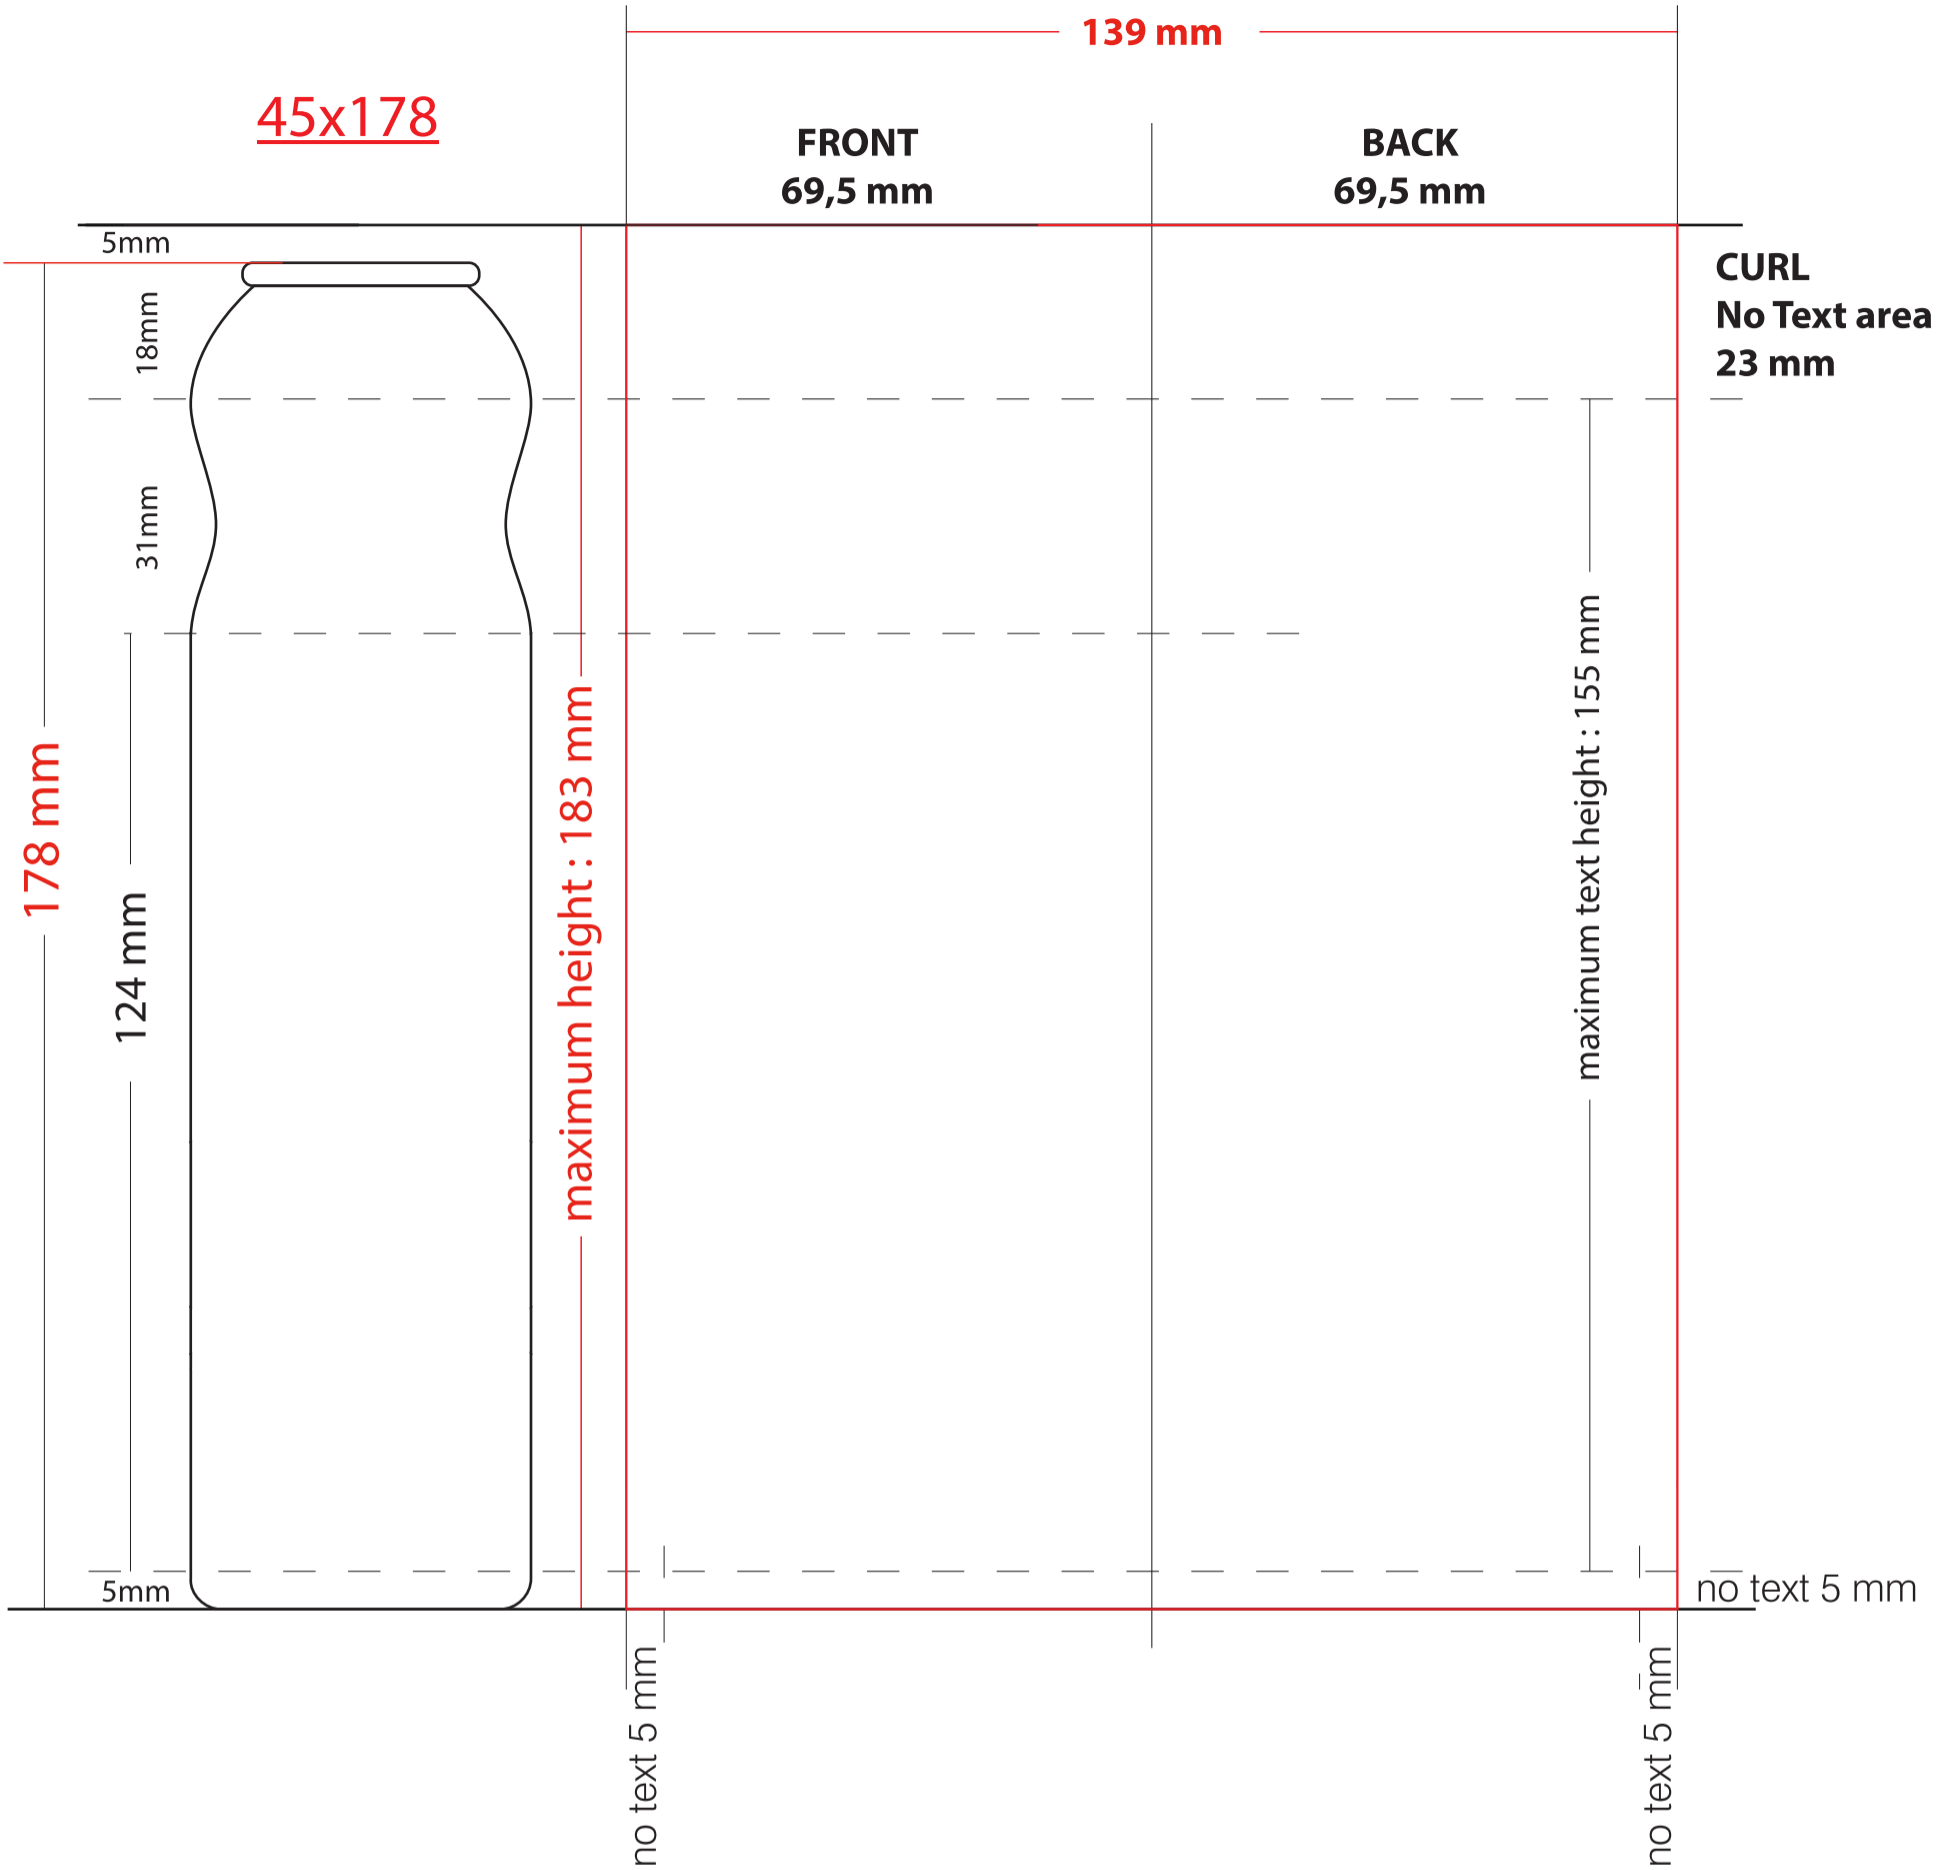 139 mm
45x178
FRONT
69,5 mm
BACK
69,5 mm
5mm
CURL
No Text area
23 mm
18mm
31mm
178 mm
124 mm
maximum height : 183 mm
maximum text height : 155 mm
5mm
no text 5 mm
no text 5 mm
no text 5 mm